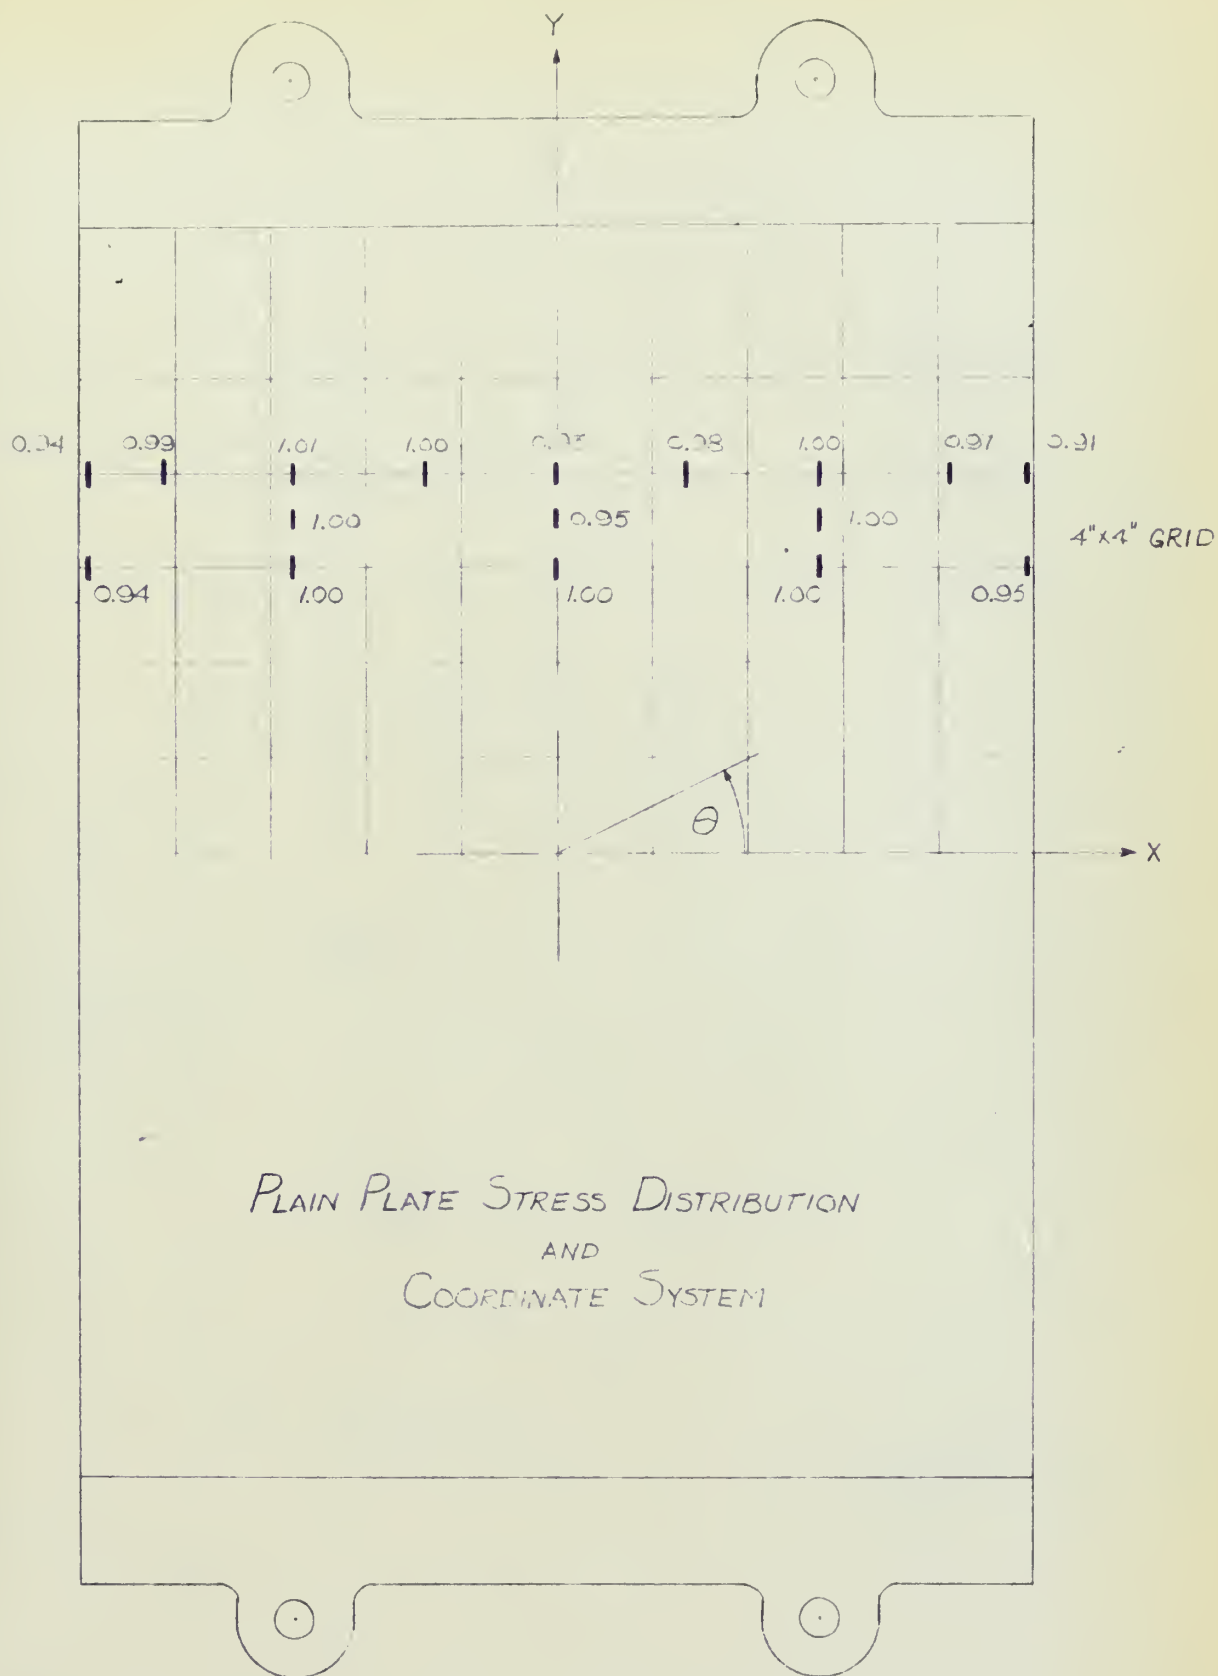 Y
0.94 0.99 1.01 1.00 0.98 1.00 0.97 0.91
1.00 0.95 1.00
4"x4" GRID
0.94 1.00 1.00 1.00 0.95
θ
X
PLAIN PLATE STRESS DISTRIBUTION
AND
COORDINATE SYSTEM